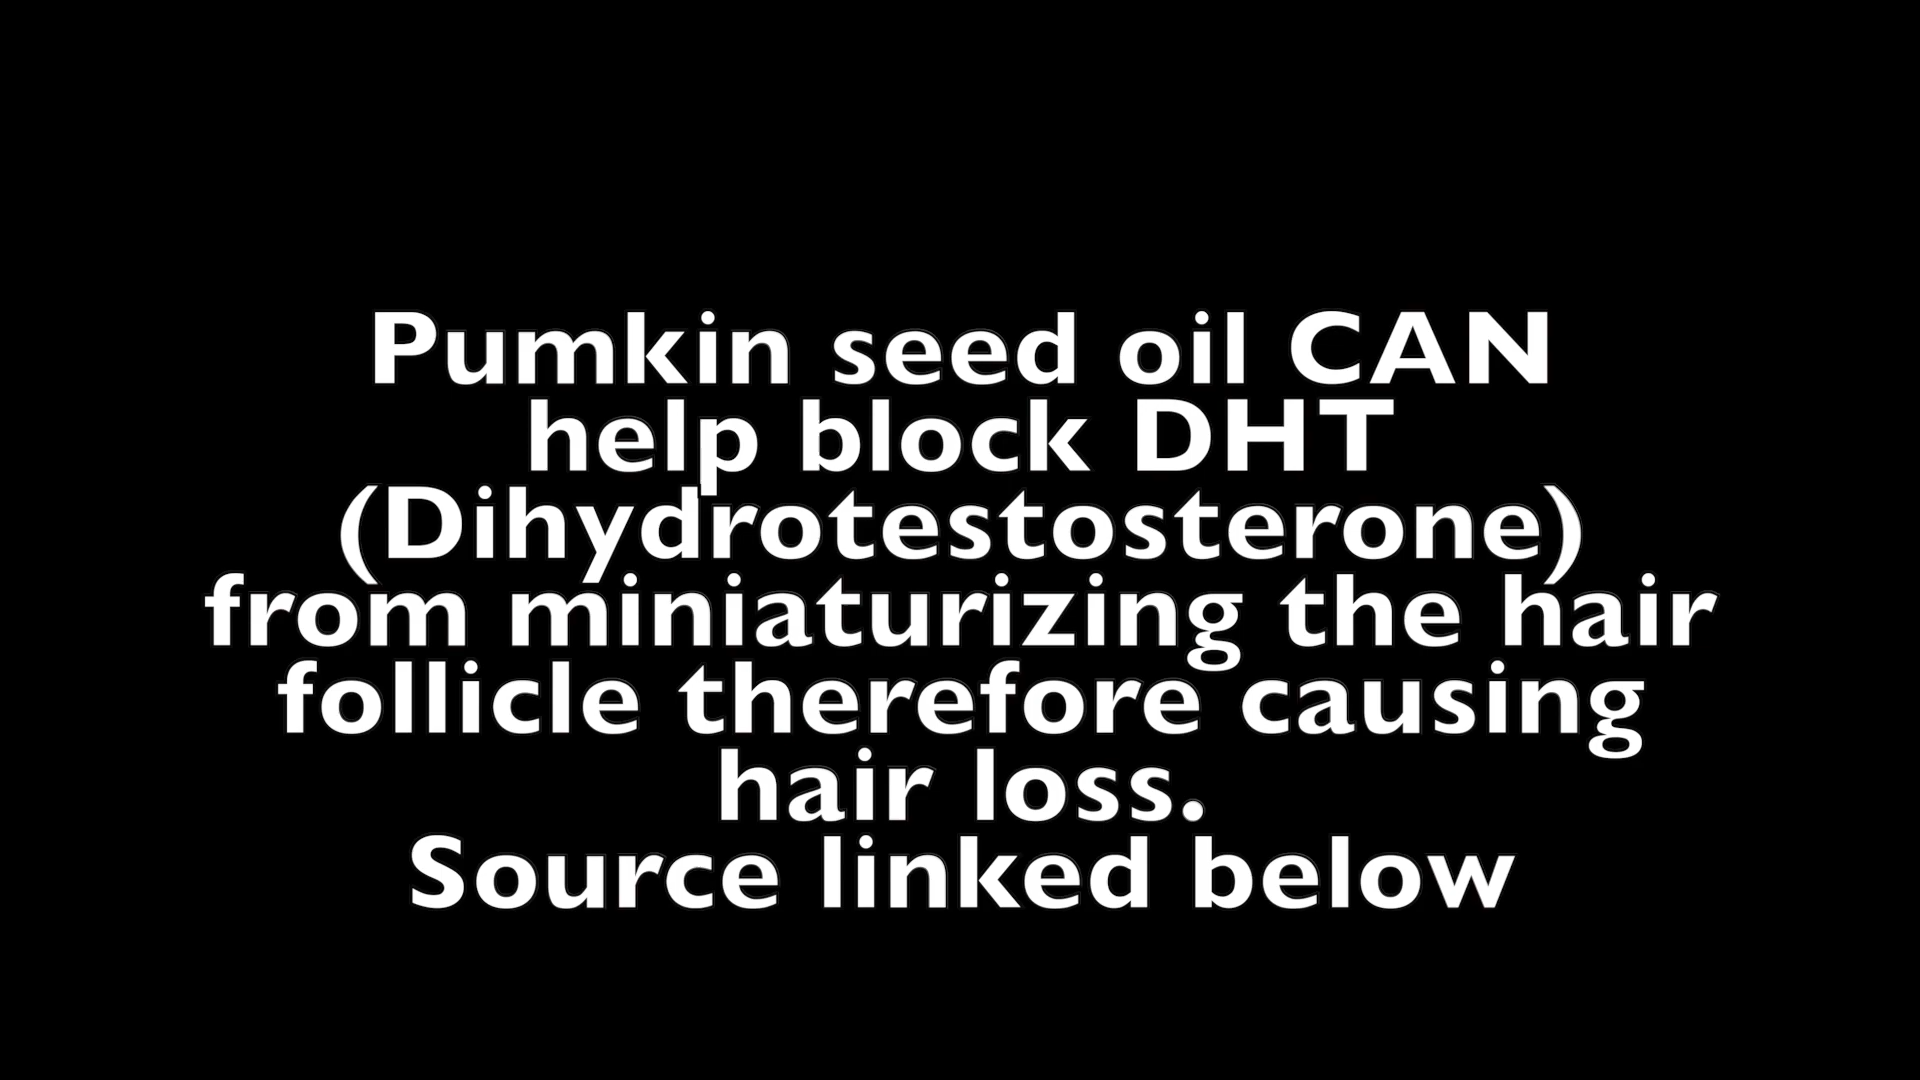 Pumkin seed oil CAN
help block DHT
(Dihydrotestosterone)
from miniaturizing the hair
follicle therefore causing
hair loss.
Source linked below